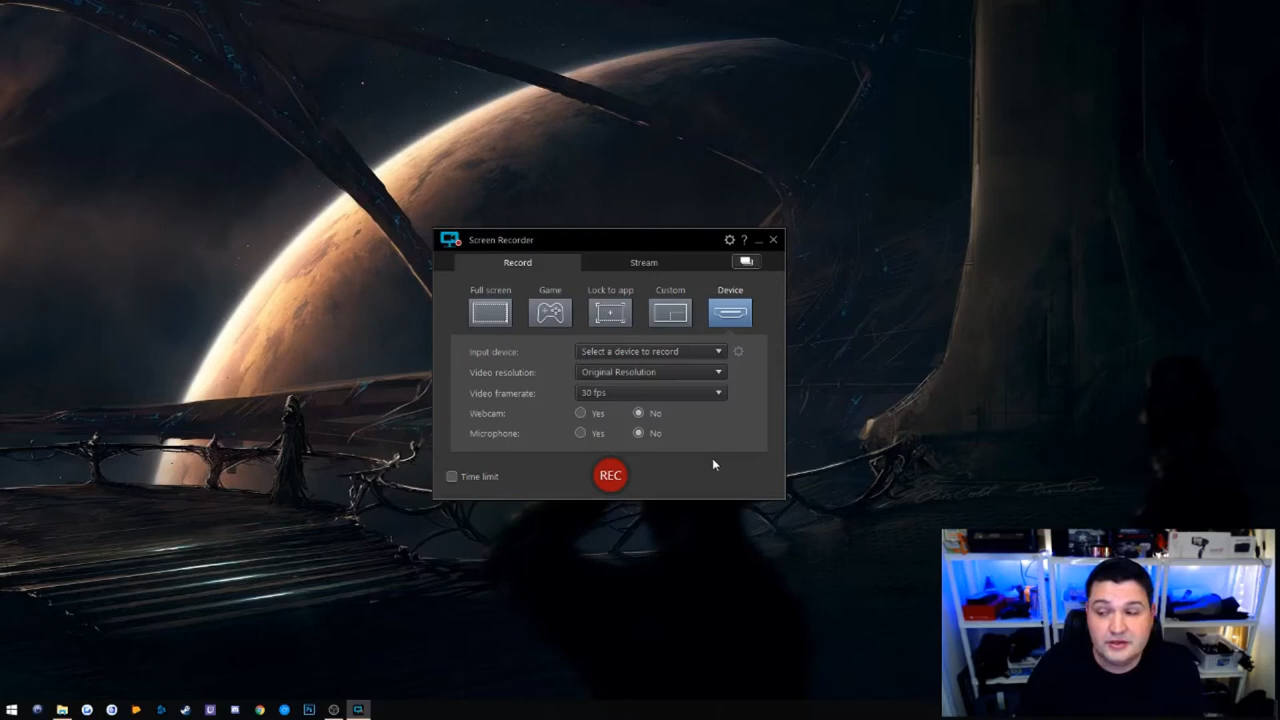 Screen Recorder
?
Record Stream
Full screen Game Lock to app Custom Device
Input device: Select a device to record
Video resolution: Original Resolution
Video framerate: 30 fps
Webcam: Yes No
Microphone: Yes No
Time limit REC
Ps